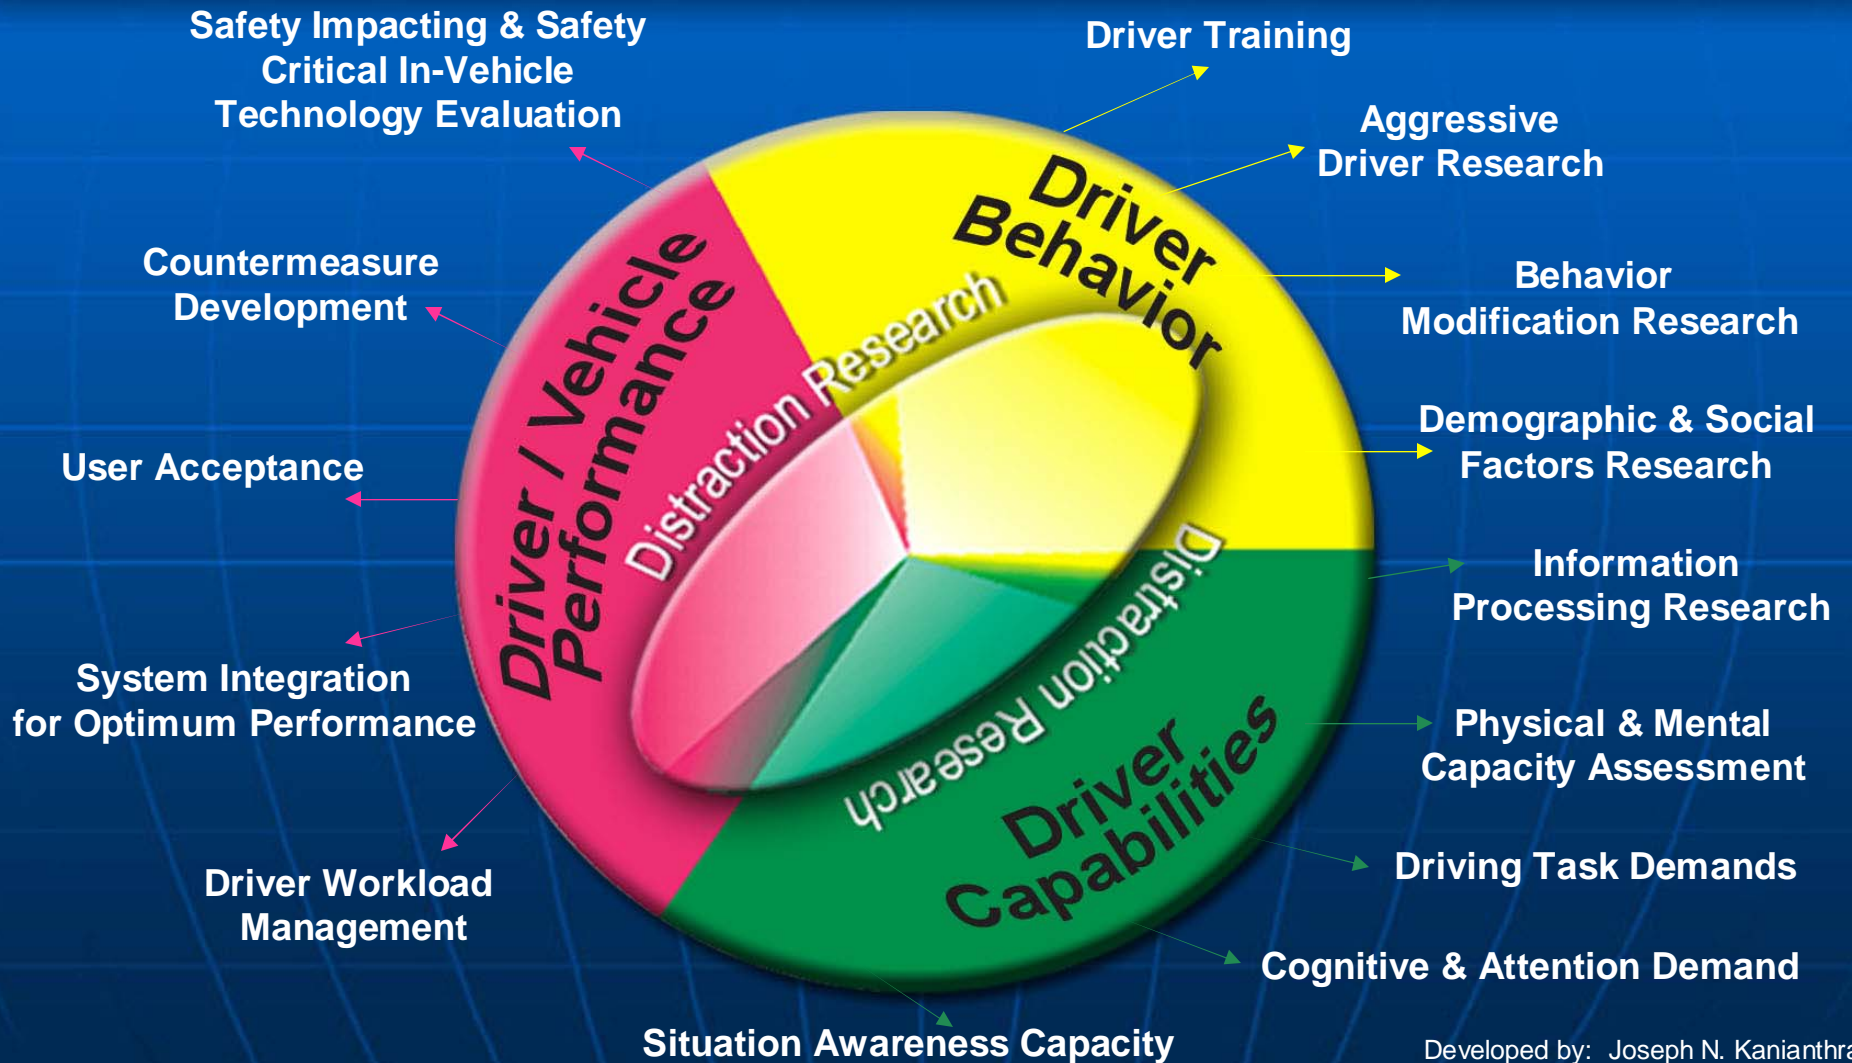 Safety Impacting & Safety
Critical In-Vehicle
Technology Evaluation
Driver Training
Aggressive
Driver Research
Countermeasure
Development
Behavior
Modification Research
User Acceptance
Demographic & Social
Factors Research
Information
Processing Research
System Integration
for Optimum Performance
Physical & Mental
Capacity Assessment
Driver Workload
Management
Driving Task Demands
Cognitive & Attention Demand
Situation Awareness Capacity
Driver / Vehicle
Performance
Driver
Behavior
Driver
Capabilities
Distraction Research
Distraction Research
Developed by: Joseph N. Kanianthra